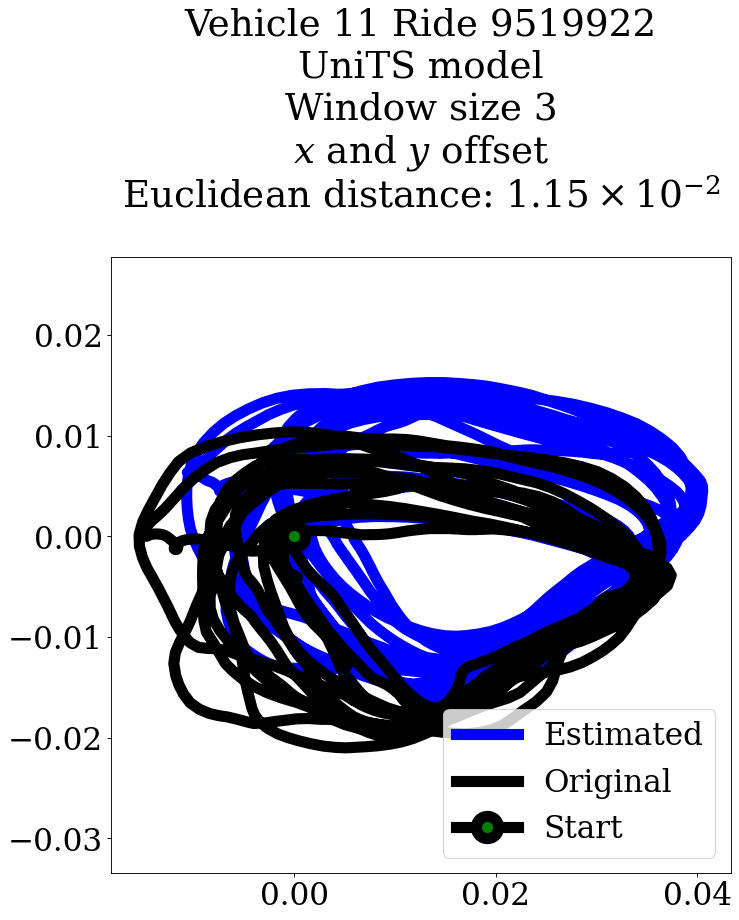 Vehicle 11 Ride 9519922
UniTS model
Window size 3
x and y offset
Euclidean distance: 1.15 × 10⁻²
0.02
0.01
0.00
−0.01
−0.02
−0.03
Estimated
Original
Start
0.00 0.02 0.04